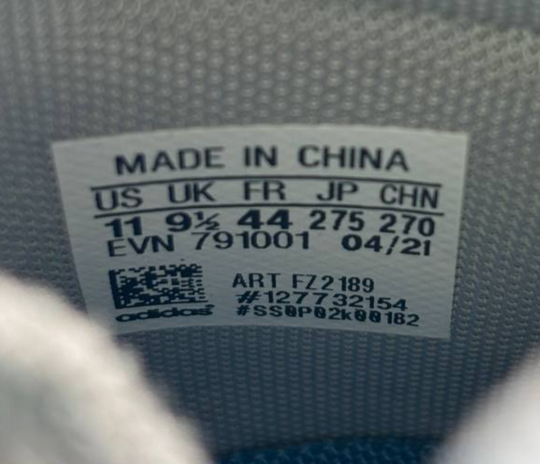 MADE IN CHINA
US UK FR JP CHN
11 9½ 44 275 270
EVN 791001 04/21
ART FZ2189
#127732154
#SS0P02k00182
adidas